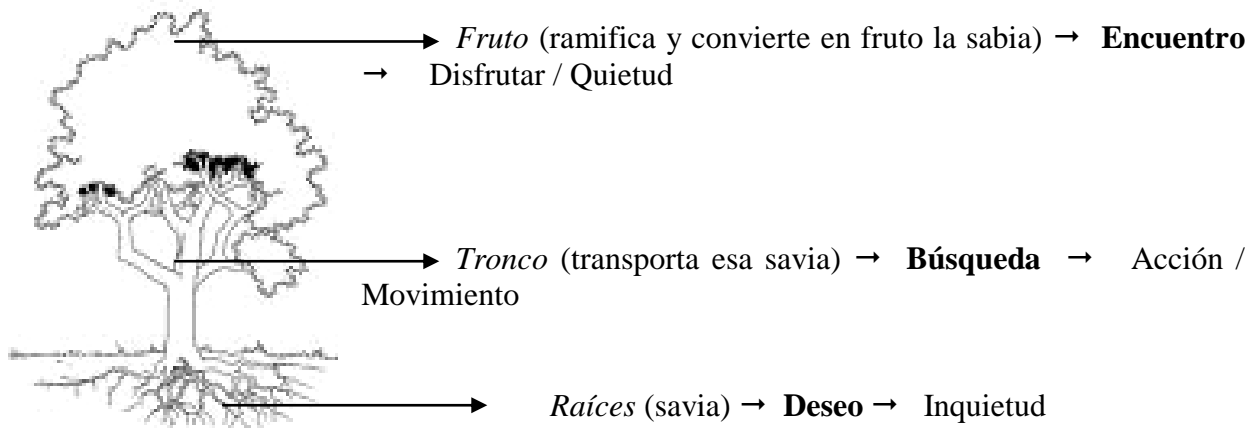 Fruto (ramifica y convierte en fruto la sabia) → Encuentro
→ Disfrutar / Quietud
Tronco (transporta esa savia) → Búsqueda → Acción /
Movimiento
Raíces (savia) → Deseo → Inquietud